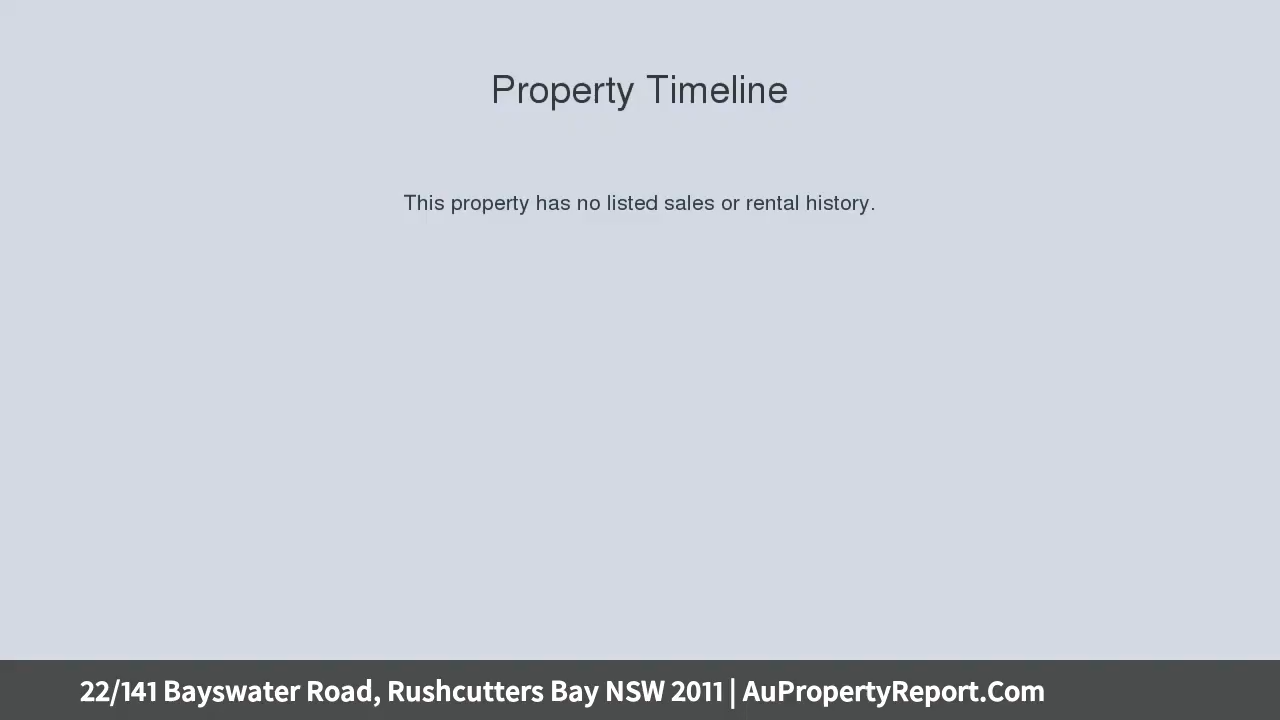 Property Timeline
This property has no listed sales or rental history.
22/141 Bayswater Road, Rushcutters Bay NSW 2011 | AuPropertyReport.Com